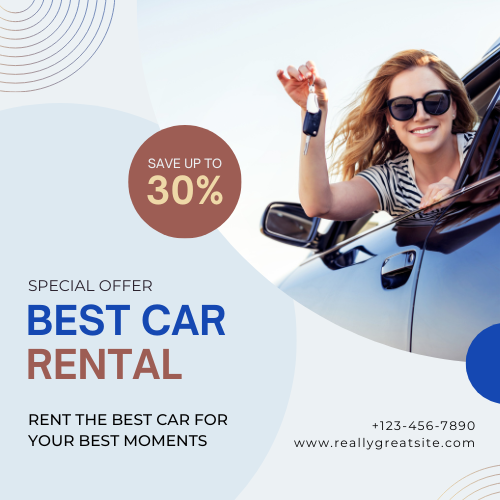 SAVE UP TO
30%
SPECIAL OFFER
BEST CAR
RENTAL
RENT THE BEST CAR FOR
YOUR BEST MOMENTS
+123-456-7890
www.reallygreatsite.com